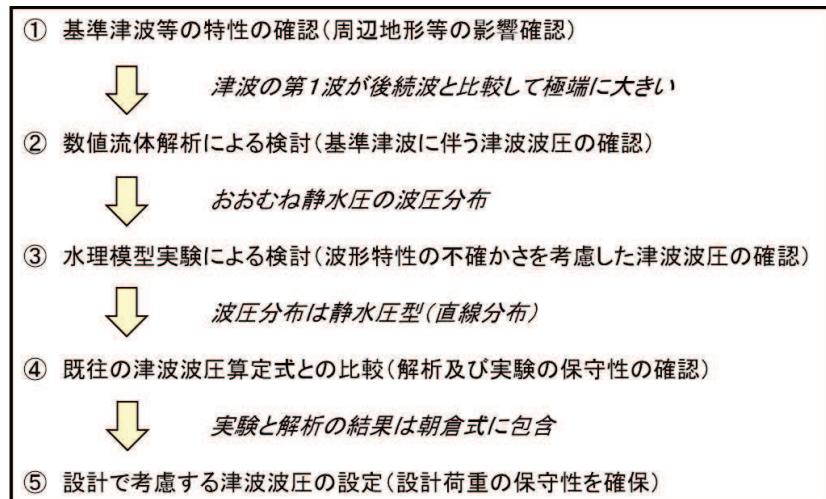 ① 基準津波等の特性の確認(周辺地形等の影響確認)
津波の第1波が後続波と比較して極端に大きい
② 数値流体解析による検討(基準津波に伴う津波波圧の確認)
おおむね静水圧の波圧分布
③ 水理模型実験による検討(波形特性の不確かさを考慮した津波波圧の確認)
波圧分布は静水圧型(直線分布)
④ 既往の津波波圧算定式との比較(解析及び実験の保守性の確認)
実験と解析の結果は朝倉式に包含
⑤ 設計で考慮する津波波圧の設定(設計荷重の保守性を確保)